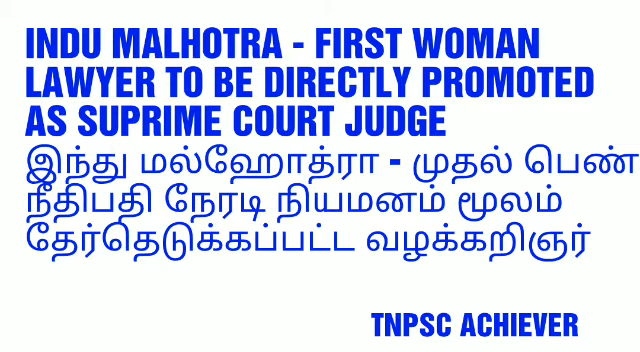 INDU MALHOTRA - FIRST WOMAN
LAWYER TO BE DIRECTLY PROMOTED
AS SUPRIME COURT JUDGE
இந்து மல்ஹோத்ரா - முதல் பெண்
நீதிபதி நேரடி நியமனம் மூலம்
தேர்தெடுக்கப்பட்ட வழக்கறிஞர்
TNPSC ACHIEVER